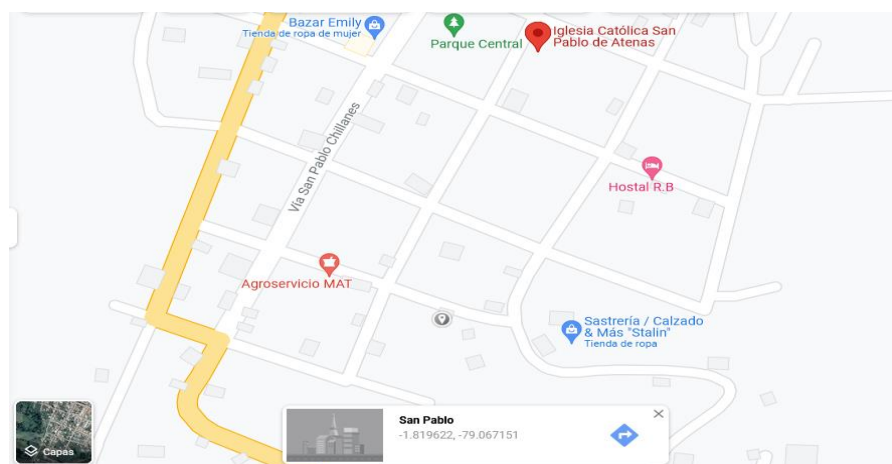 Bazar Emily
Tienda de ropa de mujer
Parque Central
Iglesia Católica San
Pablo de Atenas
Vía San Pablo Chillanes
Hostal R.B
Agroservicio MAT
Sastrería / Calzado
& Más "Stalin"
Tienda de ropa
San Pablo
-1.819622, -79.067151
Capas